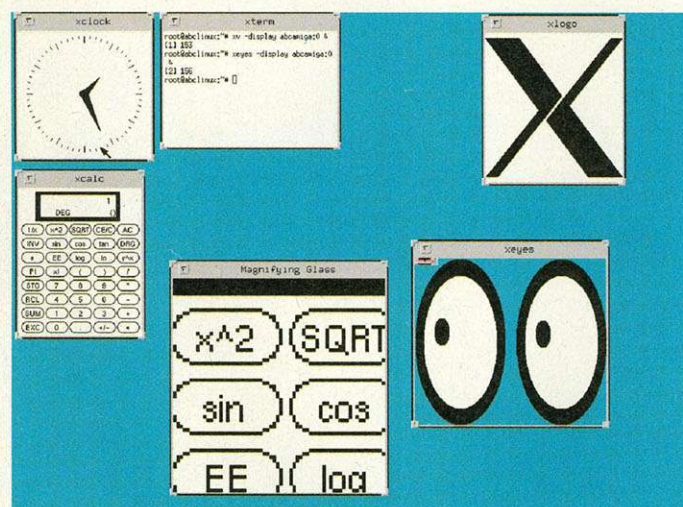 xclock
xterm
root@abclinux:~# xv -display abcamiga:0 &
[1] 153
root@abclinux:~# xeyes -display abcamiga:0
&
[2] 156
root@abclinux:~#
xlogo
xcalc
1
DEG
1/x x^2 SQRT CE/C AC
INV sin cos tan DRG
e EE log ln y^x
PI x! ( ) /
STO 7 8 9 *
RCL 4 5 6 -
SUM 1 2 3 +
EXC 0 . +/- =
Magnifying Glass
x^2 SQRT
sin cos
EE log
xeyes